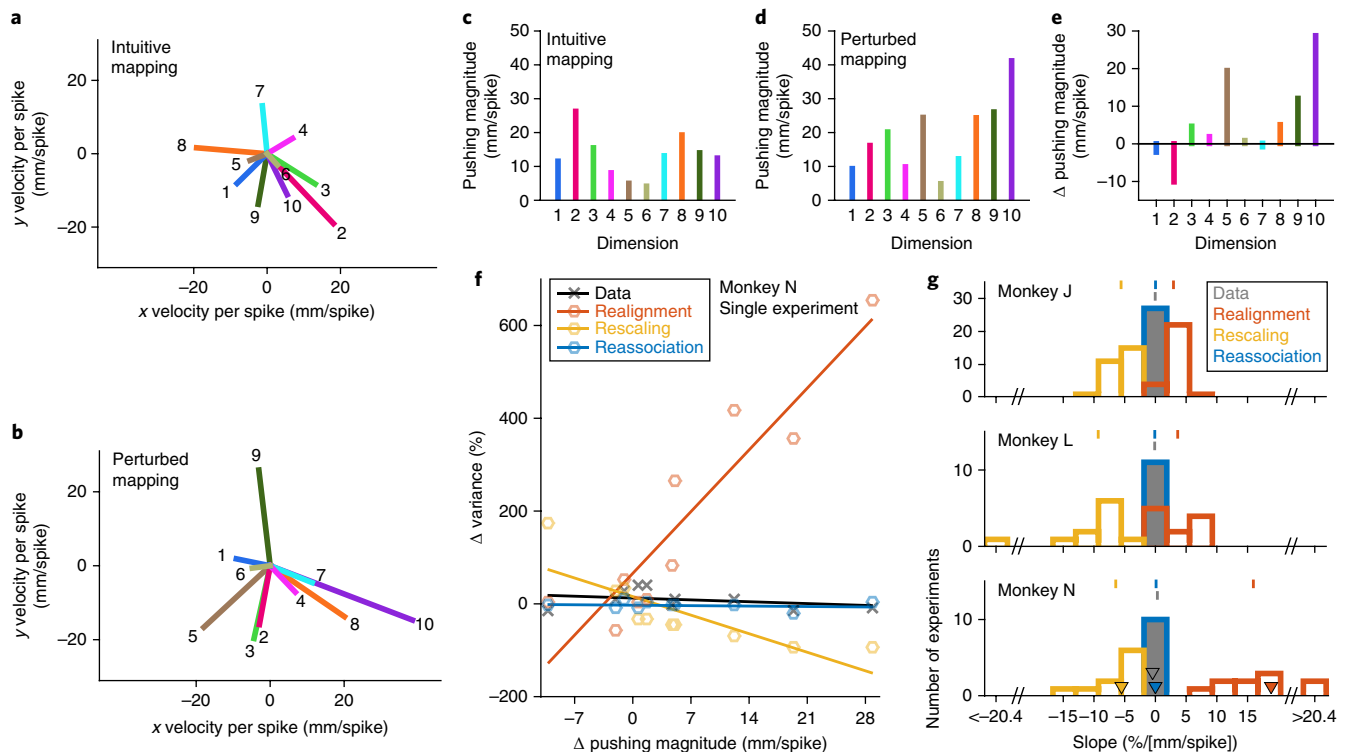 a
Intuitive
mapping
20
0
−20
−20
0
20
y velocity per spike
(mm/spike)
x velocity per spike (mm/spike)
7
4
8
5
6
1
3
10
9
2
b
Perturbed
mapping
20
0
−20
−20
0
20
y velocity per spike
(mm/spike)
x velocity per spike (mm/spike)
9
1
6
7
4
5
2
3
8
10
c
Intuitive
mapping
Pushing magnitude
(mm/spike)
50
40
30
20
10
0
1 2 3 4 5 6 7 8 9 10
Dimension
d
Perturbed
mapping
Pushing magnitude
(mm/spike)
50
40
30
20
10
0
1 2 3 4 5 6 7 8 9 10
Dimension
e
Δ pushing magnitude
(mm/spike)
30
20
10
0
−10
1 2 3 4 5 6 7 8 9 10
Dimension
f
Data
Realignment
Rescaling
Reassociation
Monkey N
Single experiment
Δ variance (%)
600
400
200
0
−200
−7 0 7 14 21 28
Δ pushing magnitude (mm/spike)
g
Monkey J
Data
Realignment
Rescaling
Reassociation
30
20
10
0
Monkey L
10
0
Monkey N
10
0
Number of experiments
<−20.4 −15 −10 −5 0 5 10 15 >20.4
Slope (%/[mm/spike])